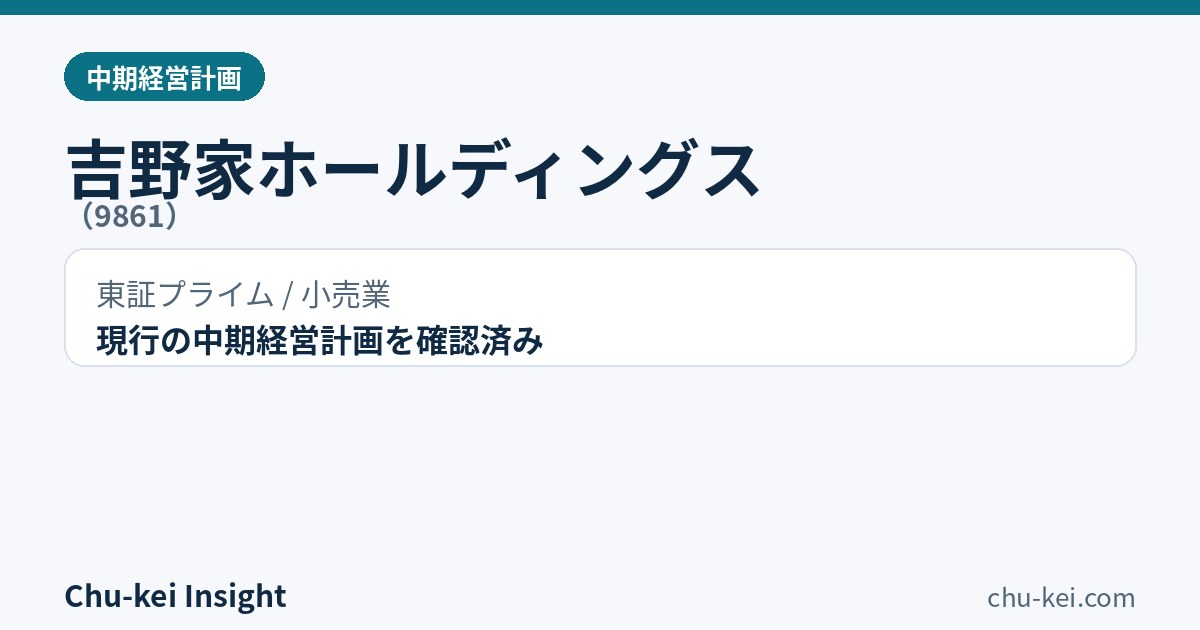 中期経営計画
吉野家ホールディングス
（9861）
東証プライム / 小売業
現行の中期経営計画を確認済み
Chu-kei Insight
chu-kei.com